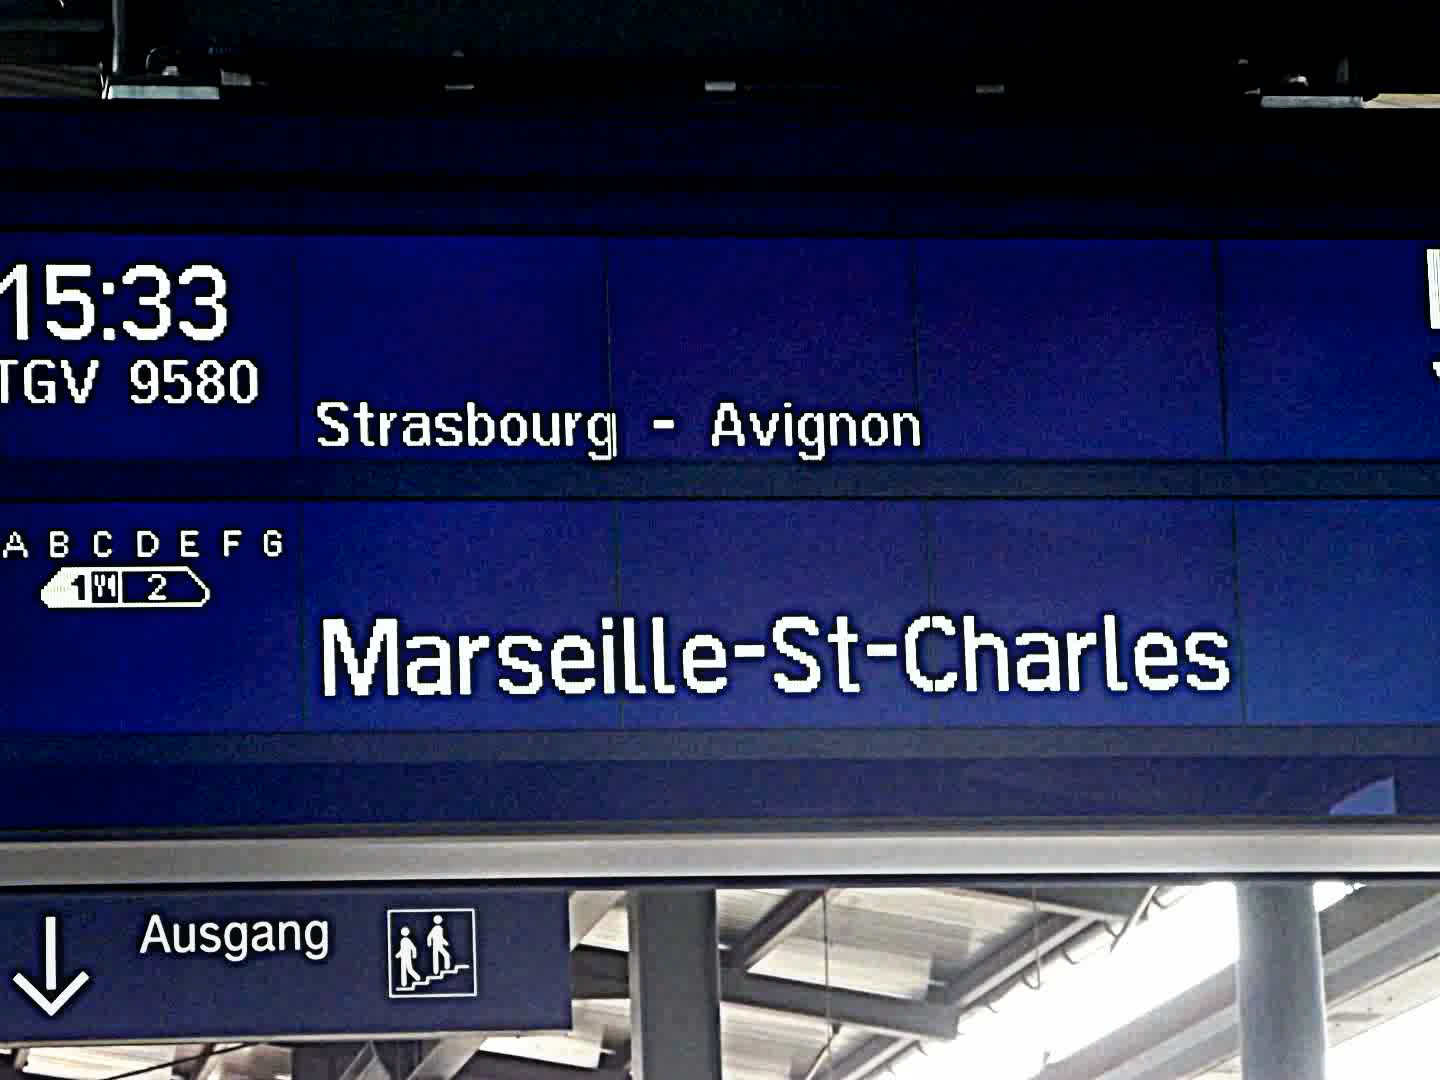 15:33
TGV 9580
Strasbourg - Avignon
A B C D E F G
1 2
Marseille-St-Charles
Ausgang